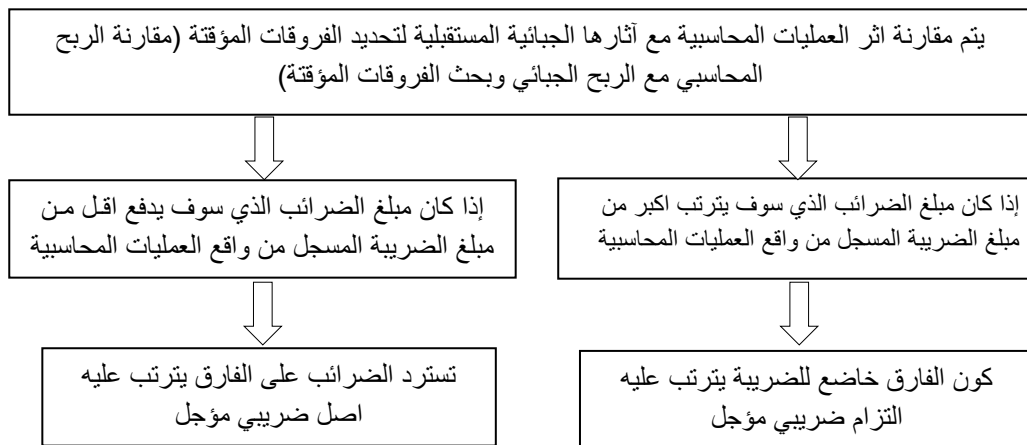 يتم مقارنة اثر العمليات المحاسبية مع آثارها الجبائية المستقبلية لتحديد الفروقات المؤقتة (مقارنة الربح
المحاسبي مع الربح الجبائي وبحث الفروقات المؤقتة)
إذا كان مبلغ الضرائب الذي سوف يترتب اكبر من
مبلغ الضريبة المسجل من واقع العمليات المحاسبية
إذا كان مبلغ الضرائب الذي سوف يدفع اقل من
مبلغ الضريبة المسجل من واقع العمليات المحاسبية
كون الفارق خاضع للضريبة يترتب عليه
التزام ضريبي مؤجل
تسترد الضرائب على الفارق يترتب عليه
اصل ضريبي مؤجل